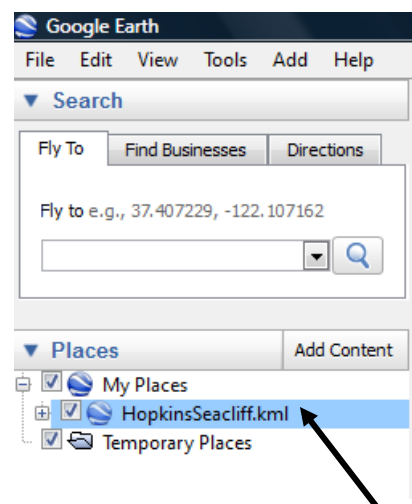 Google Earth
File Edit View Tools Add Help
Search
Fly To Find Businesses Directions
Fly to e.g., 37.407229, -122.107162
Places Add Content
My Places
HopkinsSeacliff.kml
Temporary Places